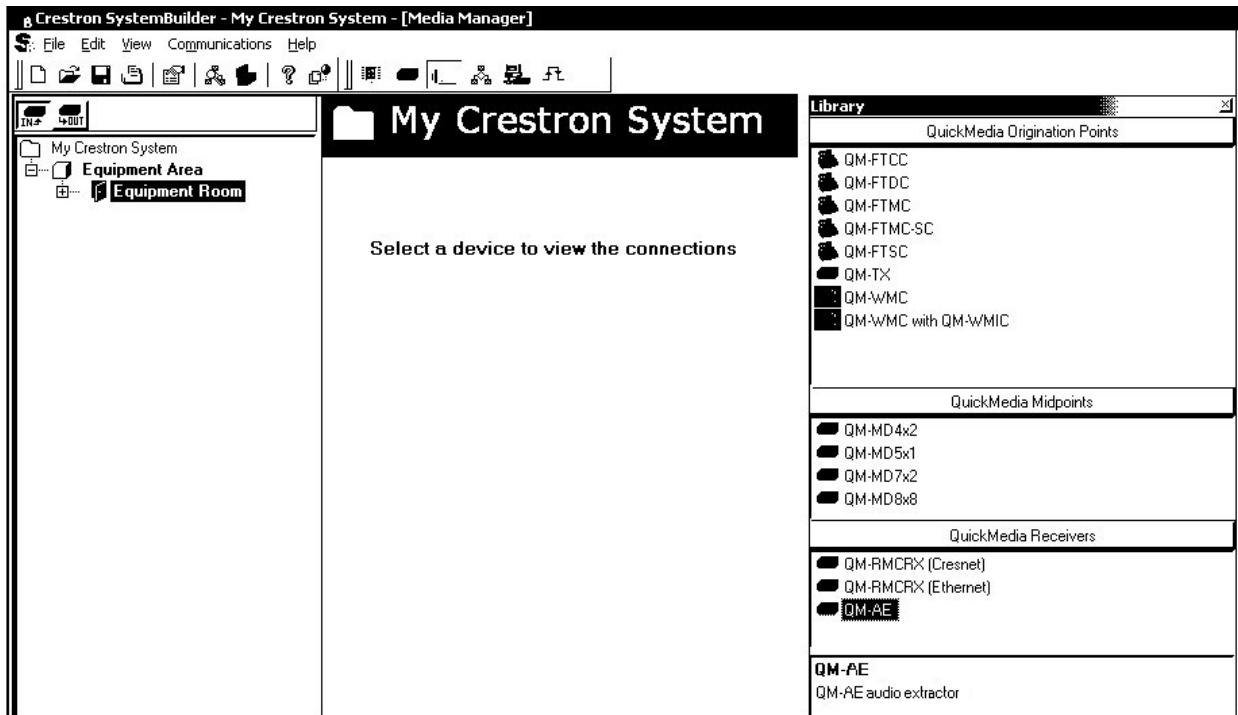 Crestron SystemBuilder - My Crestron System - [Media Manager]
File Edit View Communications Help
IN OUT
My Crestron System
Equipment Area
Equipment Room
My Crestron System
Select a device to view the connections
Library
QuickMedia Origination Points
QM-FTCC
QM-FTDC
QM-FTMC
QM-FTMC-SC
QM-FTSC
QM-TX
QM-WMC
QM-WMC with QM-WMIC
QuickMedia Midpoints
QM-MD4x2
QM-MD5x1
QM-MD7x2
QM-MD8x8
QuickMedia Receivers
QM-RMCRX (Cresnet)
QM-RMCRX (Ethernet)
QM-AE
QM-AE
QM-AE audio extractor